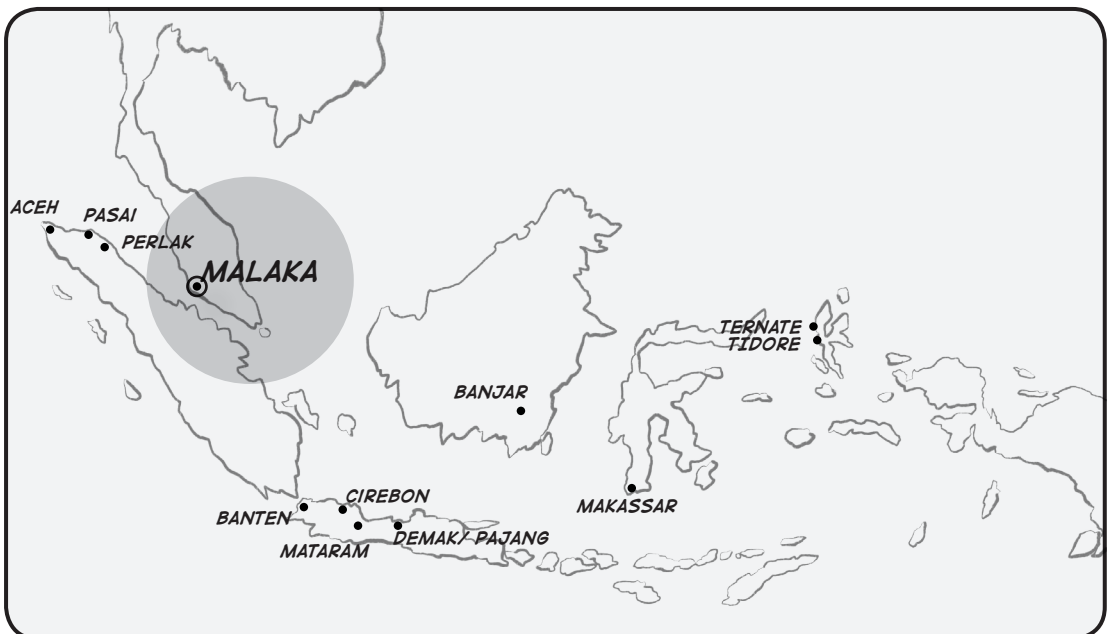 ACEH
PASAI
PERLAK
MALAKA
TERNATE
TIDORE
BANJAR
MAKASSAR
CIREBON
BANTEN
DEMAK/ PAJANG
MATARAM